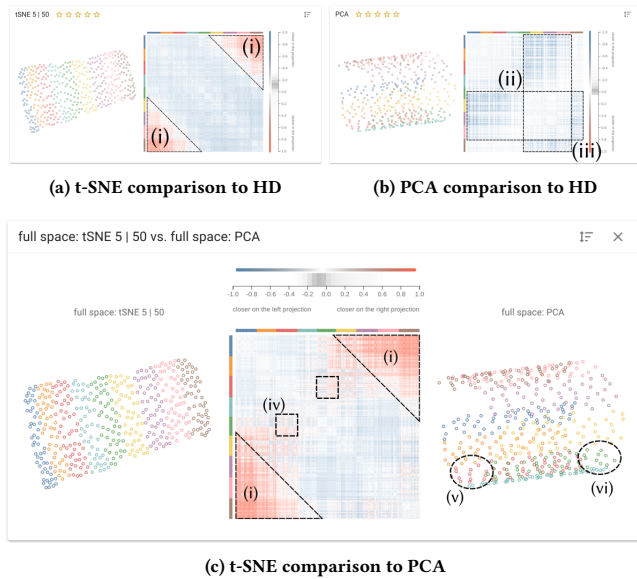 tSNE 5 | 50
PCA
(i)
(i)
(ii)
(iii)
(a) t-SNE comparison to HD
(b) PCA comparison to HD
full space: tSNE 5 | 50 vs. full space: PCA
-1.0 -0.8 -0.6 -0.4 -0.2 0.0 0.2 0.4 0.6 0.8 1.0
closer on the left projection closer on the right projection
full space: tSNE 5 | 50
full space: PCA
(i)
(iv)
(i)
(v)
(vi)
(c) t-SNE comparison to PCA